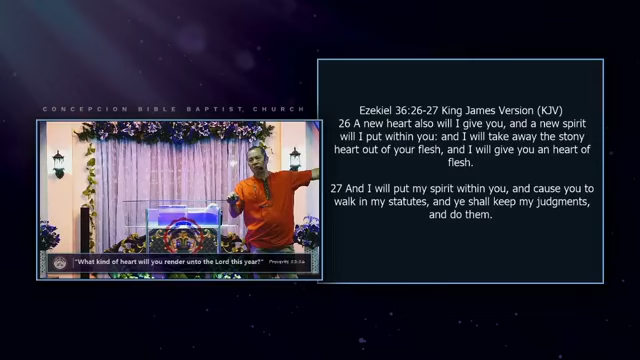 CONCEPCION BIBLE BAPTIST CHURCH
Ezekiel 36:26-27 King James Version (KJV)
26 A new heart also will I give you, and a new spirit
will I put within you: and I will take away the stony
heart out of your flesh, and I will give you an heart of
flesh.
27 And I will put my spirit within you, and cause you to
walk in my statutes, and ye shall keep my judgments,
and do them.
"What kind of heart will you render unto the Lord this year?" Proverbs